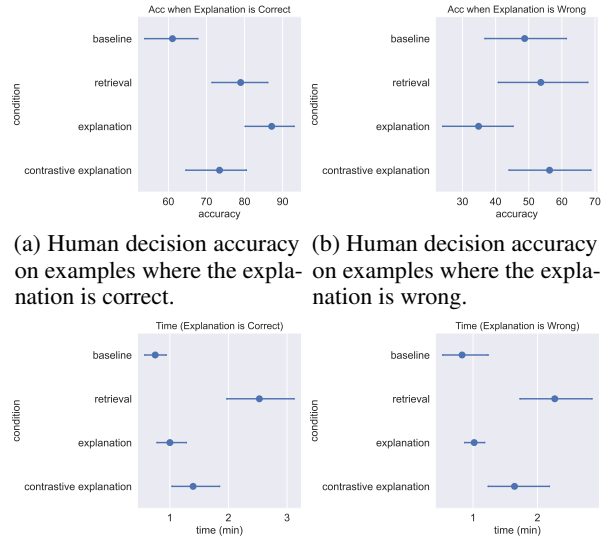 Acc when Explanation is Correct
baseline
retrieval
explanation
contrastive explanation
condition
60 70 80 90
accuracy
Acc when Explanation is Wrong
baseline
retrieval
explanation
contrastive explanation
condition
30 40 50 60 70
accuracy
(a) Human decision accuracy
on examples where the expla-
nation is correct.
(b) Human decision accuracy
on examples where the expla-
nation is wrong.
Time (Explanation is Correct)
baseline
retrieval
explanation
contrastive explanation
condition
1 2 3
time (min)
Time (Explanation is Wrong)
baseline
retrieval
explanation
contrastive explanation
condition
1 2
time (min)